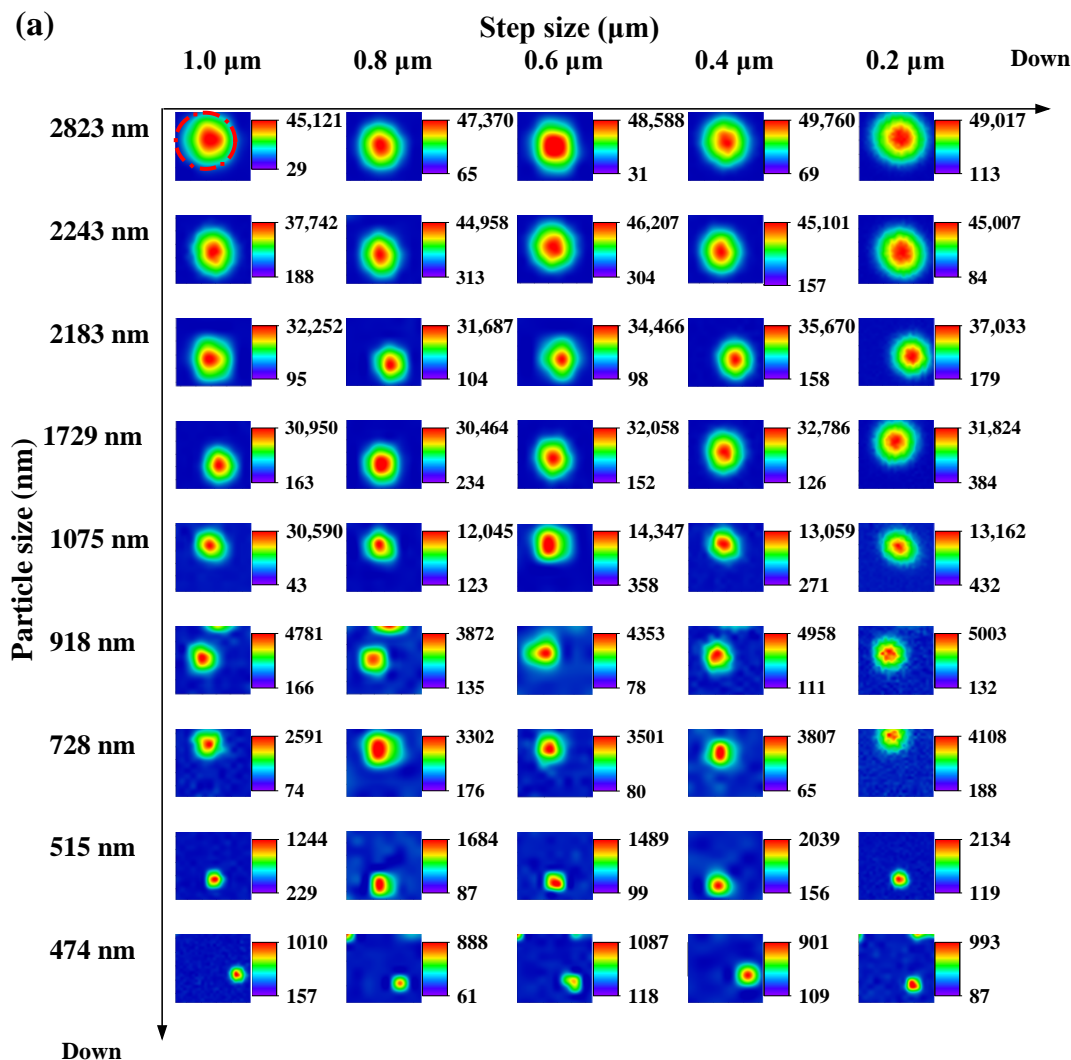 (a)
Step size (μm)
1.0 μm 0.8 μm 0.6 μm 0.4 μm 0.2 μm Down
Particle size (nm)
2823 nm 45,121 47,370 48,588 49,760 49,017
29 65 31 69 113
2243 nm 37,742 44,958 46,207 45,101 45,007
188 313 304 157 84
2183 nm 32,252 31,687 34,466 35,670 37,033
95 104 98 158 179
1729 nm 30,950 30,464 32,058 32,786 31,824
163 234 152 126 384
1075 nm 30,590 12,045 14,347 13,059 13,162
43 123 358 271 432
918 nm 4781 3872 4353 4958 5003
166 135 78 111 132
728 nm 2591 3302 3501 3807 4108
74 176 80 65 188
515 nm 1244 1684 1489 2039 2134
229 87 99 156 119
474 nm 1010 888 1087 901 993
157 61 118 109 87
Down